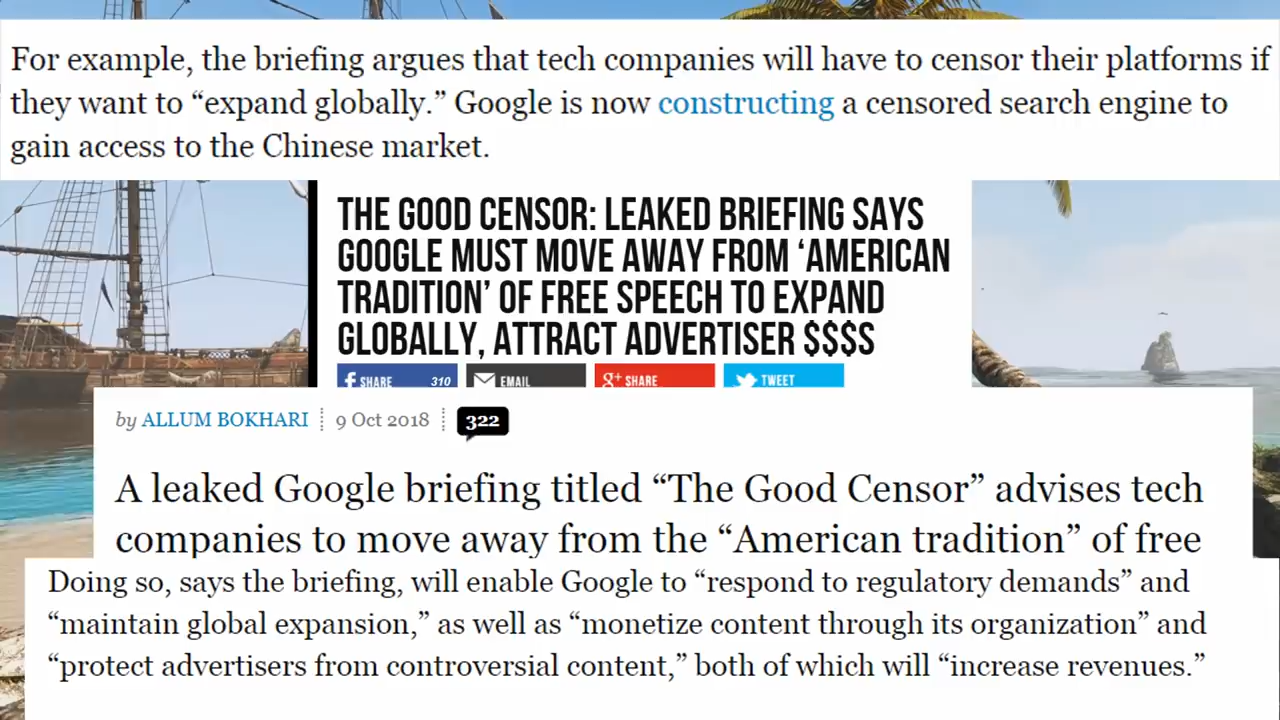 For example, the briefing argues that tech companies will have to censor their platforms if
they want to “expand globally.” Google is now constructing a censored search engine to
gain access to the Chinese market.
THE GOOD CENSOR: LEAKED BRIEFING SAYS
GOOGLE MUST MOVE AWAY FROM ‘AMERICAN
TRADITION’ OF FREE SPEECH TO EXPAND
GLOBALLY, ATTRACT ADVERTISER $$$S
f SHARE 310 EMAIL g+ SHARE TWEET
by ALLUM BOKHARI 9 Oct 2018 322
A leaked Google briefing titled “The Good Censor” advises tech
companies to move away from the “American tradition” of free
Doing so, says the briefing, will enable Google to “respond to regulatory demands” and
“maintain global expansion,” as well as “monetize content through its organization” and
“protect advertisers from controversial content,” both of which will “increase revenues.”